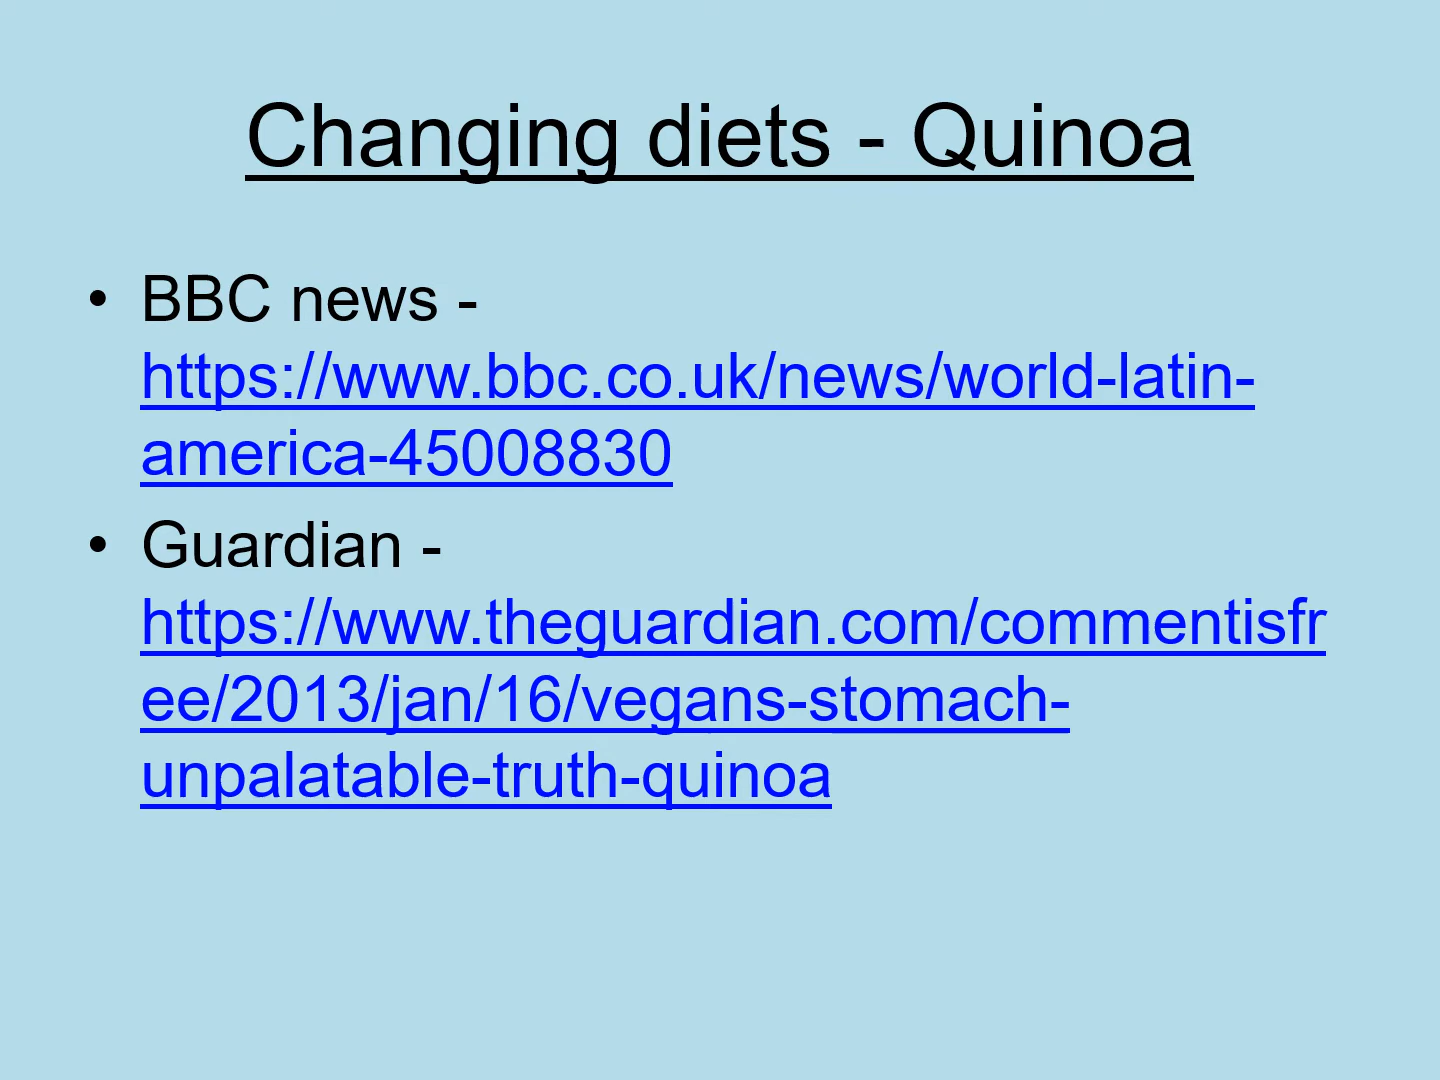 Changing diets - Quinoa
• BBC news -
https://www.bbc.co.uk/news/world-latin-
america-45008830
• Guardian -
https://www.theguardian.com/commentisfr
ee/2013/jan/16/vegans-stomach-
unpalatable-truth-quinoa